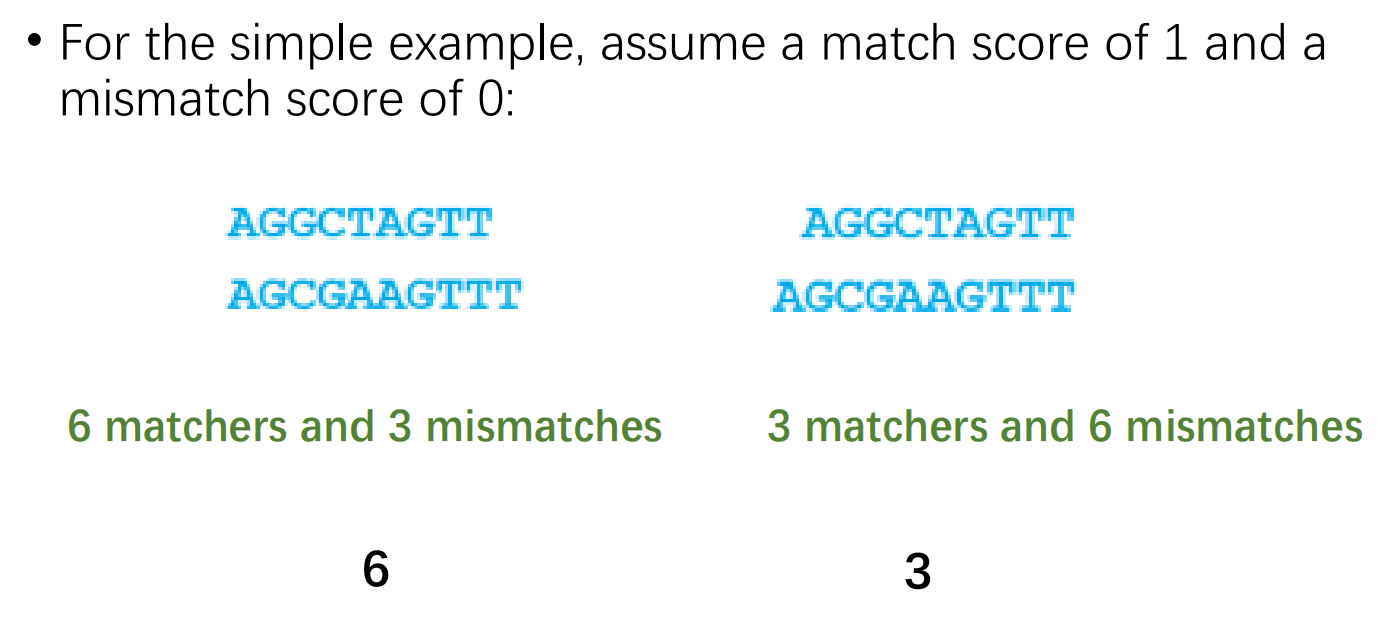 • For the simple example, assume a match score of 1 and a
mismatch score of 0:
AGGCTAGTT
AGCGAAGTTT
6 matchers and 3 mismatches
6
AGGCTAGTT
AGCGAAGTTT
3 matchers and 6 mismatches
3